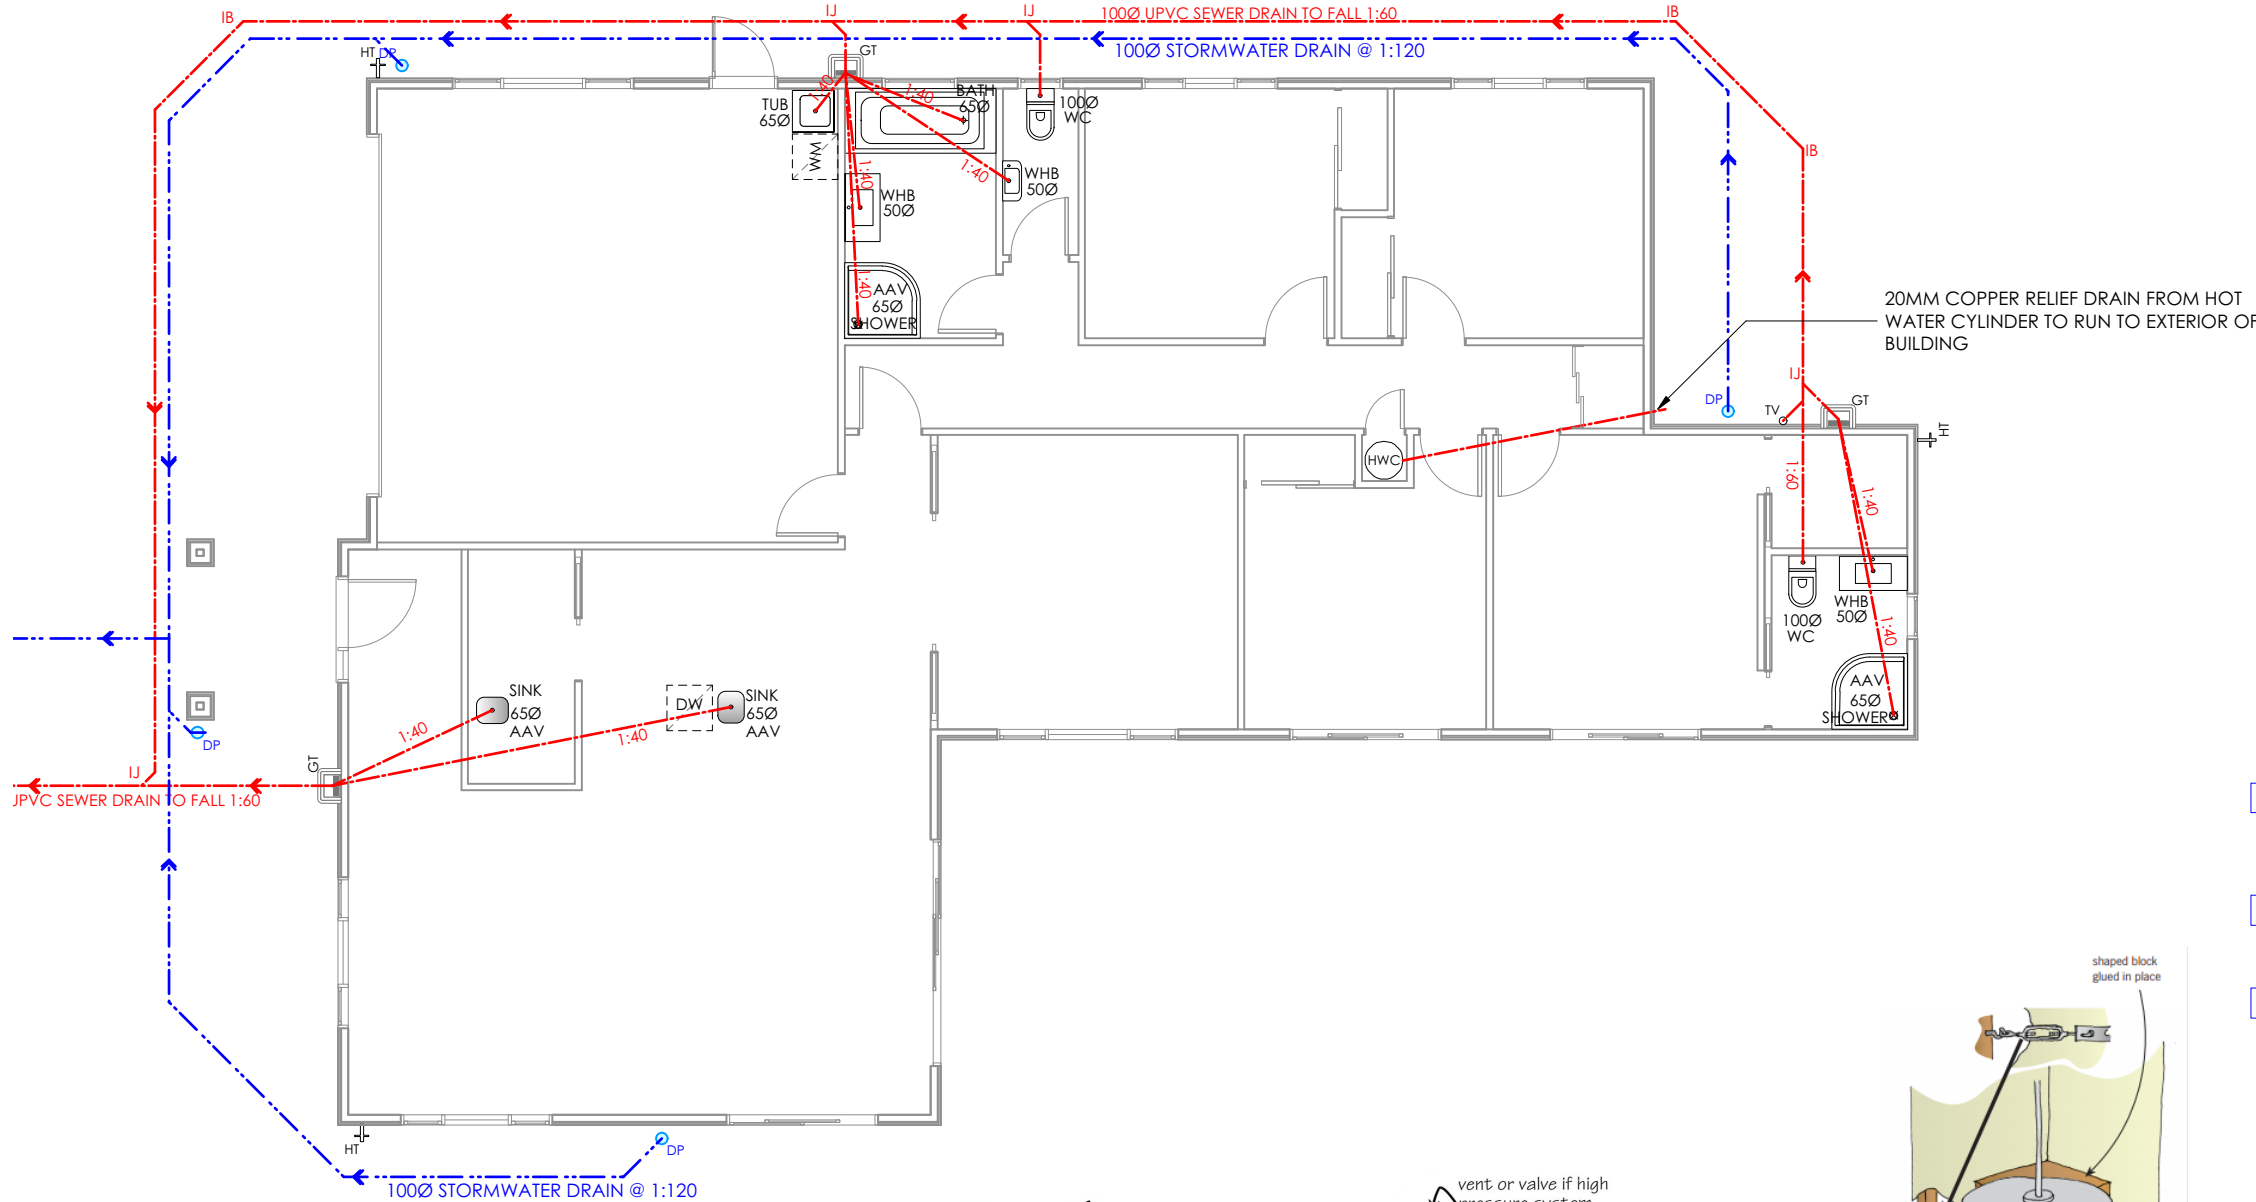 IB
IJ
IJ
100Ø UPVC SEWER DRAIN TO FALL 1:60
IB
HT
DP
GT
100Ø STORMWATER DRAIN @ 1:120
TUB
65Ø
1:40
1:40
BATH
65Ø
100Ø
WC
WM
1:40
1:40
WHB
50Ø
WHB
50Ø
IB
1:40
AAV
65Ø
SHOWER
20MM COPPER RELIEF DRAIN FROM HOT
WATER CYLINDER TO RUN TO EXTERIOR OF
BUILDING
IJ
DP
TV
GT
HT
HWC
1:60
1:40
WHB
50Ø
100Ø
WC
1:40
AAV
65Ø
SHOWER
SINK
65Ø
AAV
DW
SINK
65Ø
AAV
1:40
1:40
DP
GT
IJ
UPVC SEWER DRAIN TO FALL 1:60
shaped block
glued in place
HT
DP
100Ø STORMWATER DRAIN @ 1:120
vent or valve if high
pressure system